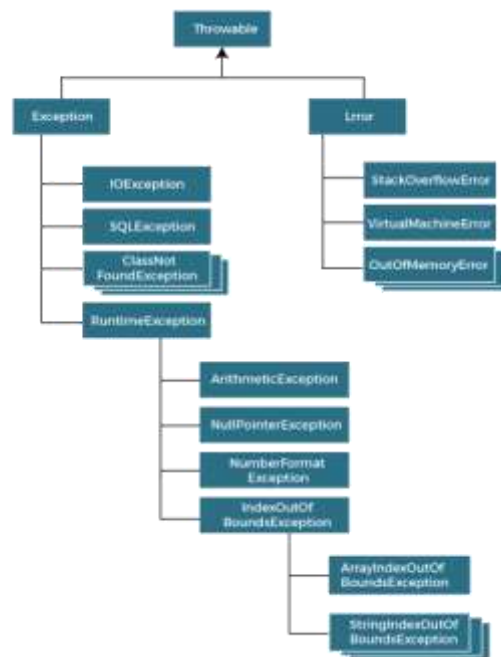 Throwable
Exception
Error
IOException
StackOverflowError
SQLException
VirtualMachineError
ClassNot
FoundException
OutOfMemoryError
RuntimeException
ArithmeticException
NullPointerException
NumberFormat
Exception
IndexOutOf
BoundsException
ArrayIndexOutOf
BoundsException
StringIndexOutOf
BoundsException